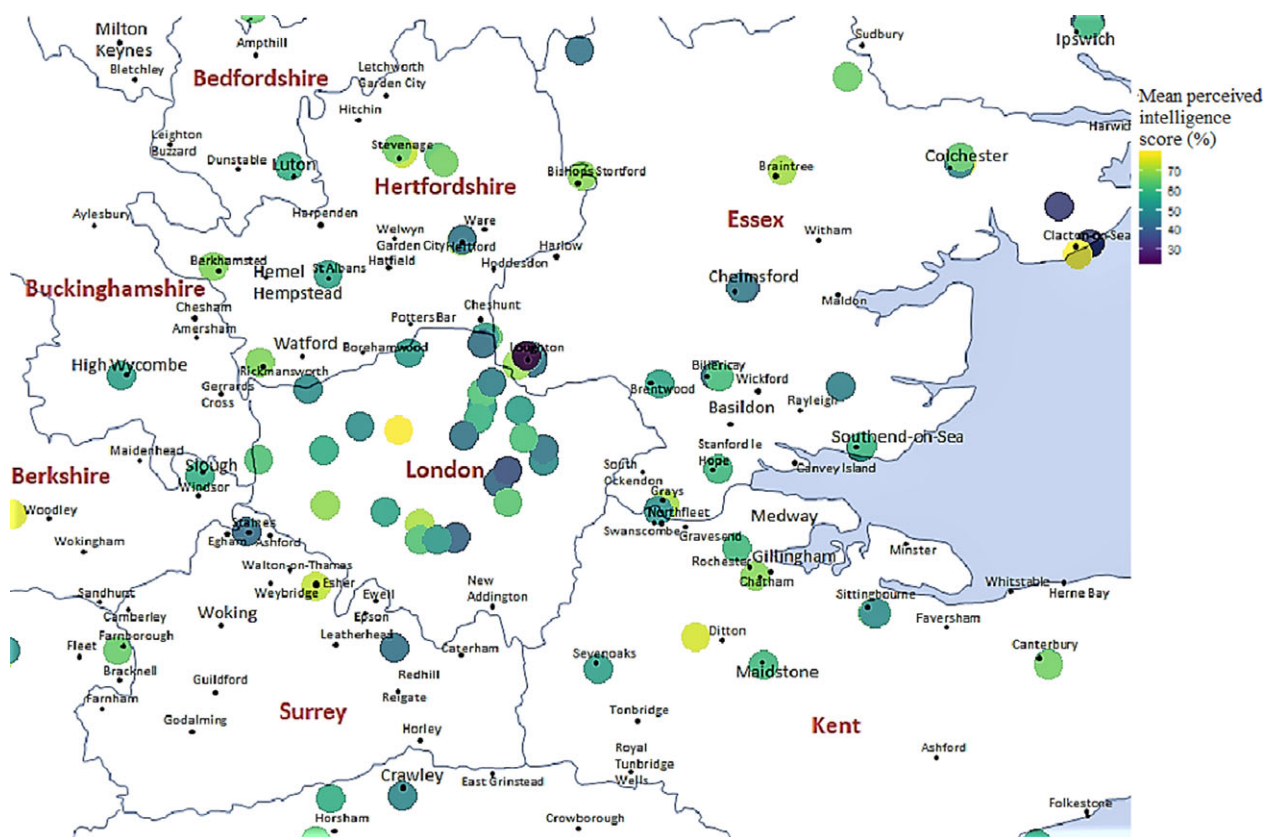 Milton
Keynes
Bletchley
Ampthill
Bedfordshire
Letchworth
Garden City
Hitchin
Sudbury
Ipswich
Mean perceived
intelligence
score (%)
70
60
50
40
30
Harwic
Leighton
Buzzard
Dunstable
Luton
Stevenage
Hertfordshire
Bishops Stortford
Braintree
Colchester
Aylesbury
Harpenden
Welwyn
Garden City
Ware
Hertford
Hatfield
Harlow
Hoddesdon
Essex
Witham
Clacton-on-Sea
Berkhamsted
Hemel
Hempstead
St Albans
Buckinghamshire
Chesham
Amersham
Cheshunt
Potters Bar
Chelmsford
Maldon
Watford
Borehamwood
Loughton
High Wycombe
Rickmansworth
Gerrards
Cross
Brentwood
Billericay
Wickford
Basildon
Rayleigh
Maidenhead
Slough
Windsor
Berkshire
London
Stanford le
Hope
Southend-on-Sea
Canvey Island
South
Ockendon
Grays
Northfleet
Swanscombe
Gravesend
Medway
Woodley
Wokingham
Staines
Egham
Ashford
Walton-on-Thamas
Weybridge
Esher
Rochester
Gillingham
Chatham
Minster
Whitstable
Herne Bay
Sandhurst
Camberley
Farnborough
Fleet
Bracknell
Farnham
Woking
Ewell
Epson
Leatherhead
New
Addington
Caterham
Sittingbourne
Faversham
Ditton
Maidstone
Canterbury
Sevenoaks
Guildford
Godalming
Redhill
Reigate
Surrey
Horley
Tonbridge
Royal
Tunbridge
Wells
Kent
Ashford
Crawley
East Grinstead
Horsham
Crowborough
Folkestone